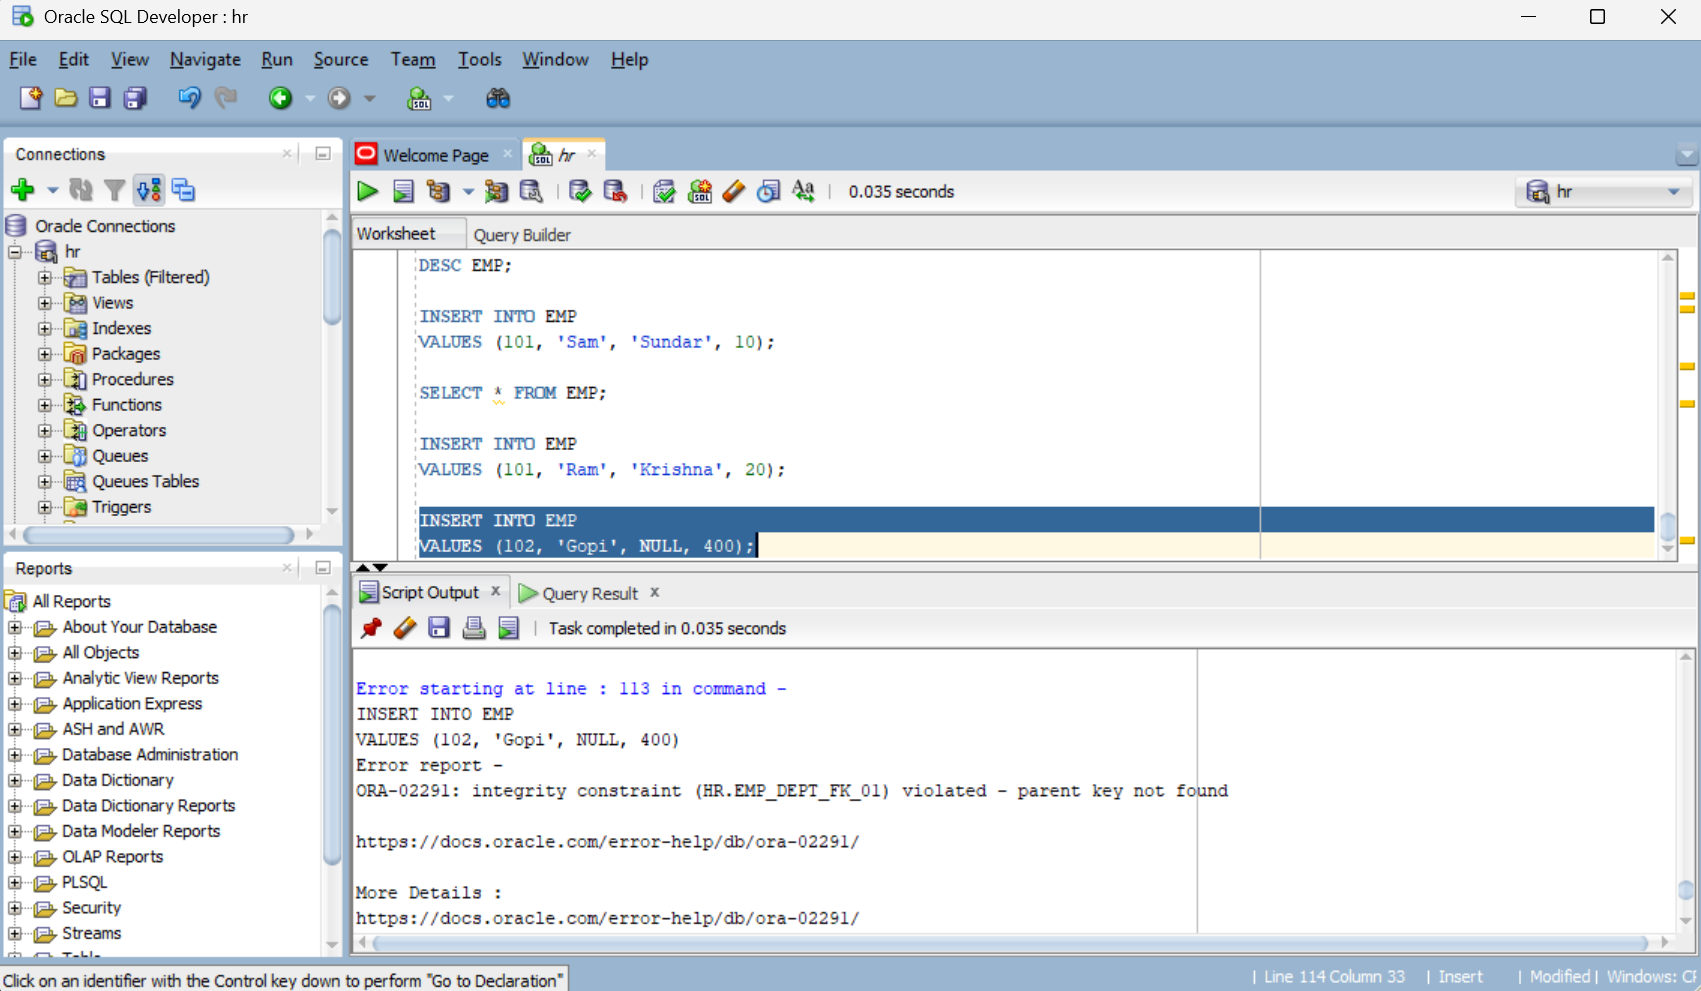 Oracle SQL Developer : hr
File Edit View Navigate Run Source Team Tools Window Help
Connections
Oracle Connections
hr
Tables (Filtered)
Views
Indexes
Packages
Procedures
Functions
Operators
Queues
Queues Tables
Triggers
Reports
All Reports
About Your Database
All Objects
Analytic View Reports
Application Express
ASH and AWR
Database Administration
Data Dictionary
Data Dictionary Reports
Data Modeler Reports
OLAP Reports
PLSQL
Security
Streams
Welcome Page
hr
0.035 seconds
hr
Worksheet Query Builder
DESC EMP;
INSERT INTO EMP
VALUES (101, 'Sam', 'Sundar', 10);
SELECT * FROM EMP;
INSERT INTO EMP
VALUES (101, 'Ram', 'Krishna', 20);
INSERT INTO EMP
VALUES (102, 'Gopi', NULL, 400);
Script Output Query Result
Task completed in 0.035 seconds
Error starting at line : 113 in command -
INSERT INTO EMP
VALUES (102, 'Gopi', NULL, 400)
Error report -
ORA-02291: integrity constraint (HR.EMP_DEPT_FK_01) violated - parent key not found
https://docs.oracle.com/error-help/db/ora-02291/
More Details :
https://docs.oracle.com/error-help/db/ora-02291/
Click on an identifier with the Control key down to perform "Go to Declaration"
Line 114 Column 33 | Insert | Modified | Windows: